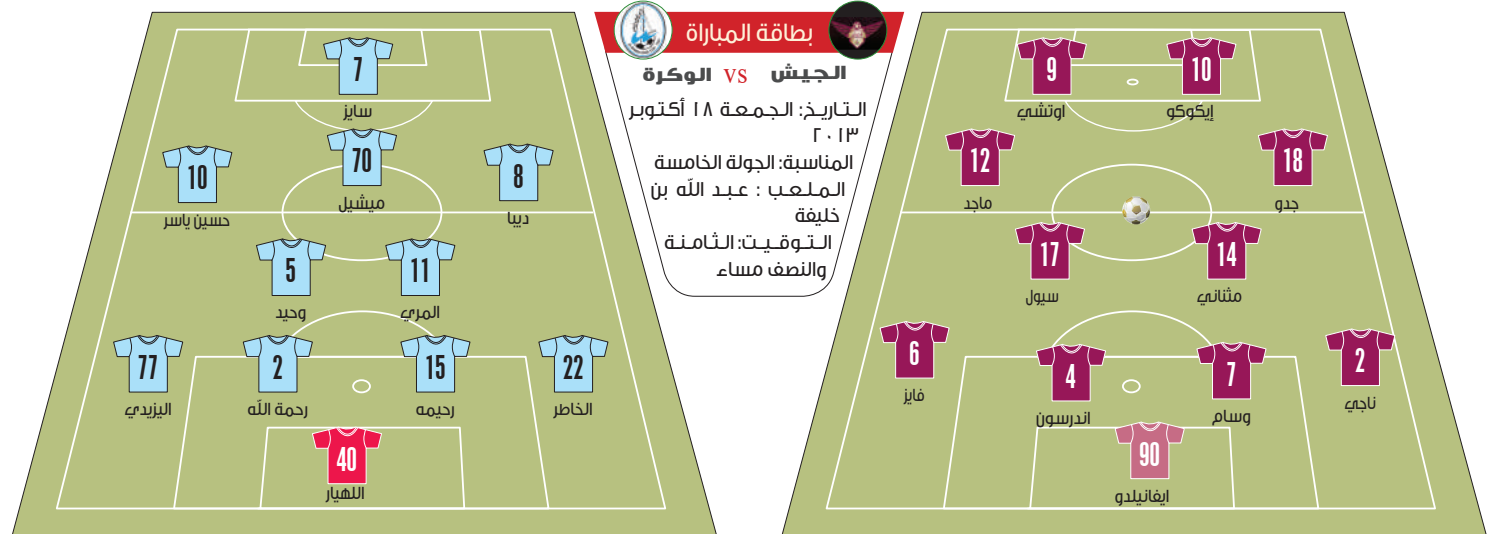 بطاقة المباراة
الجيش vs الوكرة
التاريخ: الجمعة ١٨ أكتوبر
٢٠١٣
المناسبة: الجولة الخامسة
الملعب : عبد الله بن
خليفة
التوقيت: الثامنة
والنصف مساء
10 9
إيكوكو اوتشي
18 12
جدو ماجد
14 17
مثناني سيول
2 7 4 6
ناجي وسام اندرسون فايز
90
ايفانيلدو
7
سايز
8 70 10
ديبا ميشيل حسين ياسر
11 5
المري وحيد
22 15 2 77
الخاطر رحيمه رحمة الله اليزيدي
40
اللهيار